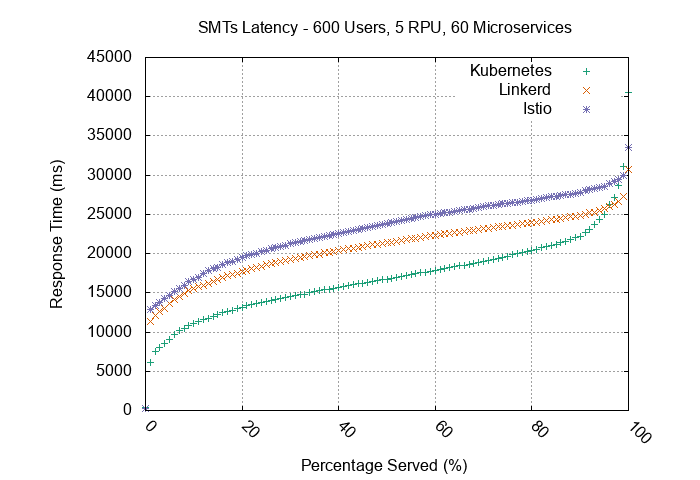 SMTs Latency - 600 Users, 5 RPU, 60 Microservices
45000
40000
35000
30000
25000
20000
15000
10000
5000
0
Response Time (ms)
Kubernetes
Linkerd
Istio
0
20
40
60
80
100
Percentage Served (%)